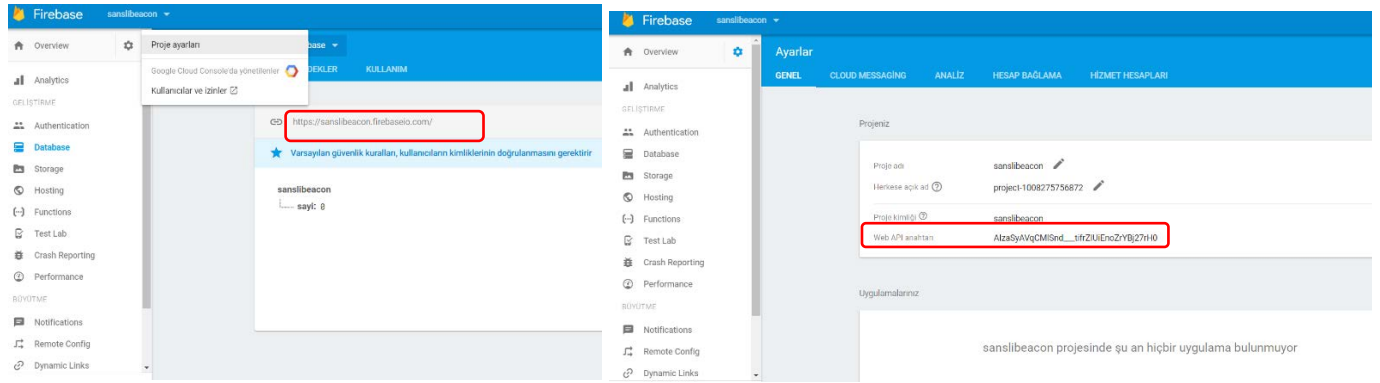 Firebase sanslibeacon
Overview
Proje ayarları
Google Cloud Console'da yönetilenler
Kullanıcılar ve izinler
KULLANIM
Analytics
GELİŞTİRME
Authentication
Database
Storage
Hosting
Functions
Test Lab
Crash Reporting
Performance
BÜYÜTME
Notifications
Remote Config
Dynamic Links
https://sanslibeacon.firebaseio.com/
Varsayılan güvenlik kuralları, kullanıcıların kimliklerinin doğrulanmasını gerektirir
sanslibeacon
sayi: 0
Firebase sanslibeacon
Overview
Analytics
GELİŞTİRME
Authentication
Database
Storage
Hosting
Functions
Test Lab
Crash Reporting
Performance
BÜYÜTME
Notifications
Remote Config
Dynamic Links
Ayarlar
GENEL CLOUD MESSAGİNG ANALİZ HESAP BAĞLAMA HİZMET HESAPLARI
Projeniz
Proje adı sanslibeacon
Herkese açık ad project-1008275756872
Proje kimliği sanslibeacon
Web API anahtarı
Uygulamalarınız
sanslibeacon projesinde şu an hiçbir uygulama bulunmuyor